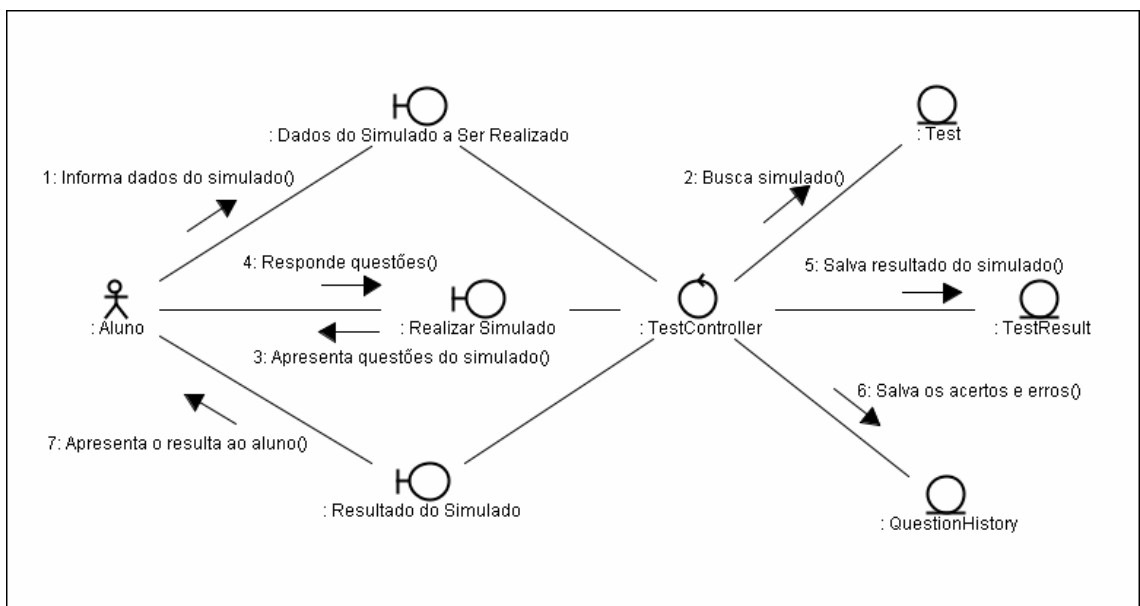 : Dados do Simulado a Ser Realizado
: Test
1: Informa dados do simulado()
2: Busca simulado()
4: Responde questões()
5: Salva resultado do simulado()
: Aluno
: Realizar Simulado
: TestController
: TestResult
3: Apresenta questões do simulado()
6: Salva os acertos e erros()
7: Apresenta o resulta ao aluno()
: Resultado do Simulado
: QuestionHistory